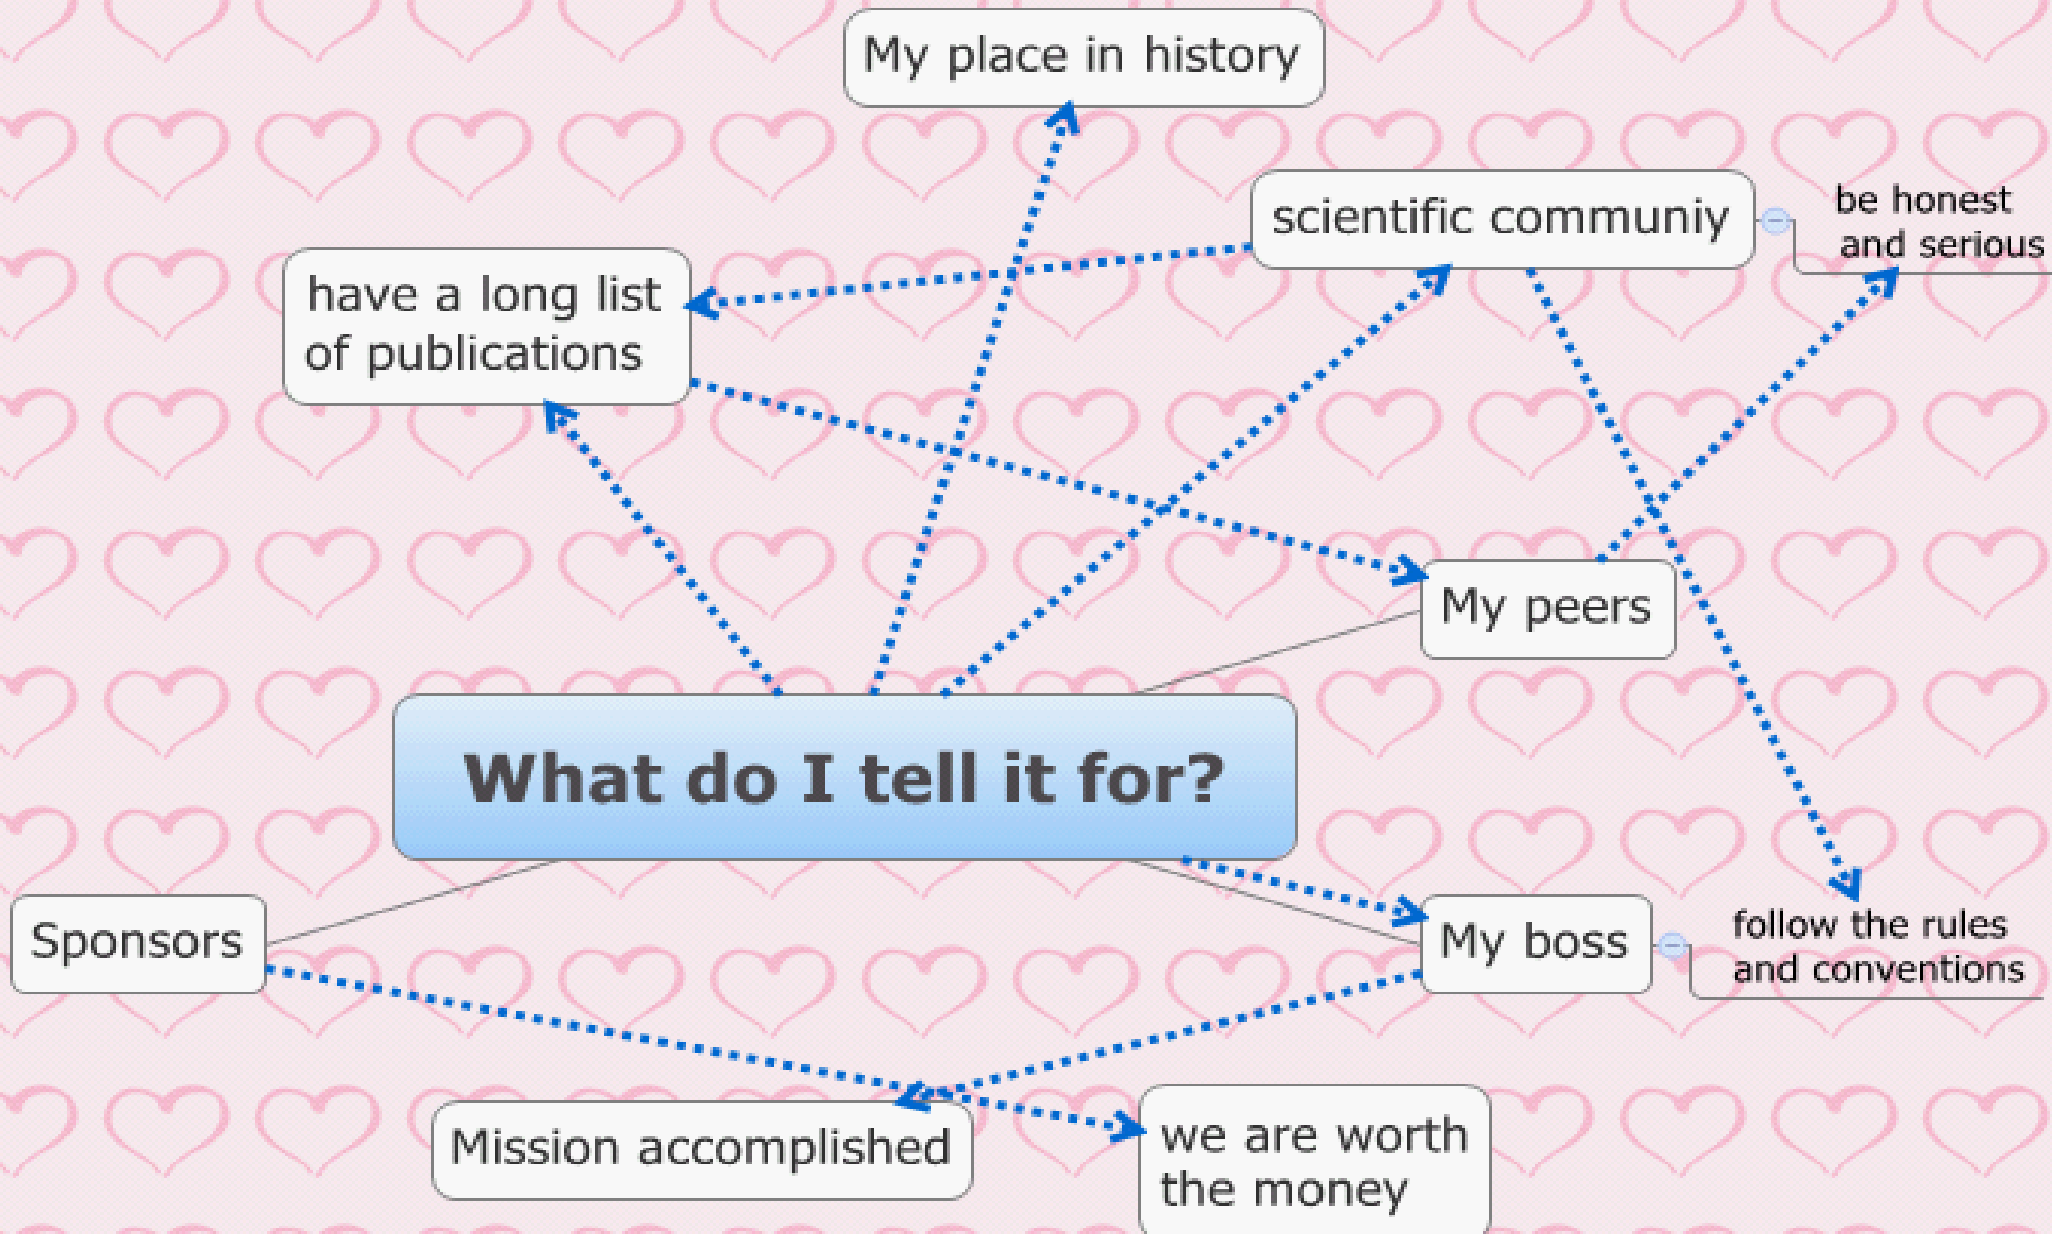 My place in history
scientific communiy
be honest
and serious
have a long list
of publications
My peers
What do I tell it for?
Sponsors
My boss
follow the rules
and conventions
Mission accomplished
we are worth
the money